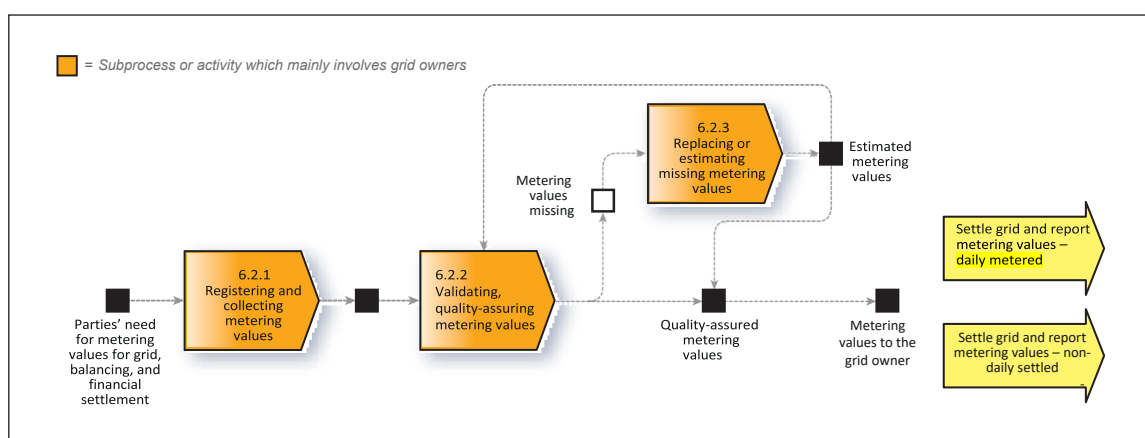 = Subprocess or activity which mainly involves grid owners
6.2.3
Replacing or
estimating
missing metering
values
Estimated
metering
values
Metering
values
missing
Settle grid and report
metering values –
daily metered
6.2.1
Registering and
collecting
metering
values
6.2.2
Validating,
quality-assuring
metering values
Parties’ need
for metering
values for grid,
balancing, and
financial
settlement
Quality-assured
metering
values
Metering
values to the
grid owner
Settle grid and report
metering values – non-
daily settled